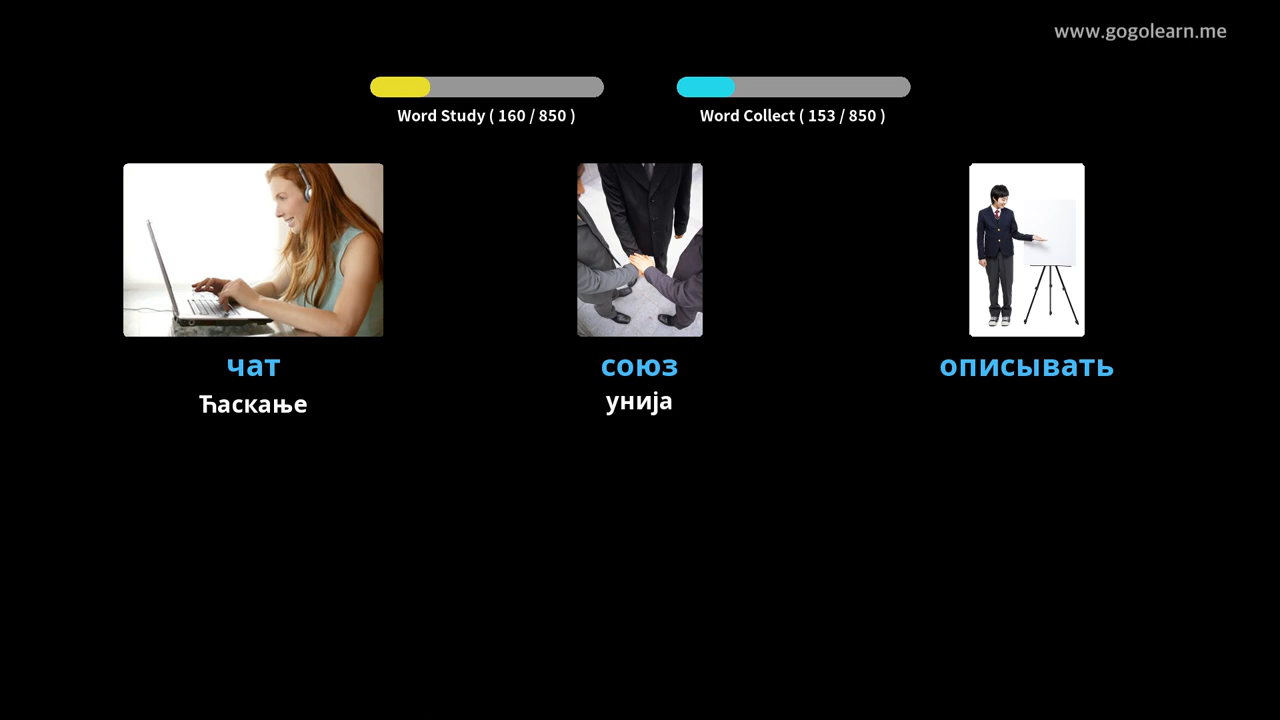 www.gogolearn.me
Word Study ( 160 / 850 )
Word Collect ( 153 / 850 )
чат
союз
описывать
Ћаскање
унија